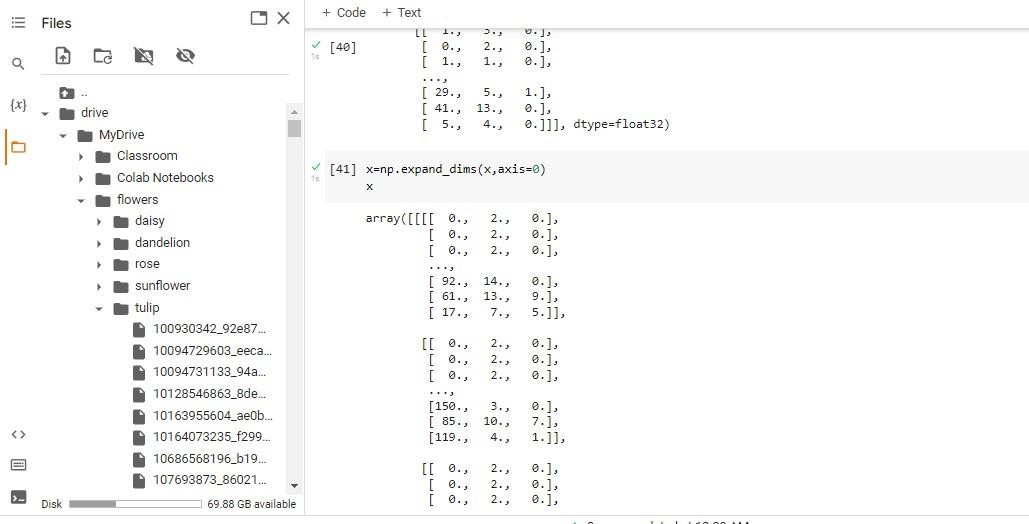 Files
..
drive
MyDrive
Classroom
Colab Notebooks
flowers
daisy
dandelion
rose
sunflower
tulip
100930342_92e87...
10094729603_eeca...
10094731133_94a...
10128546863_8de...
10163955604_ae0b...
10164073235_f299...
10686568196_b19...
107693873_86021...
Disk 69.88 GB available
{x}
<>
+ Code + Text
[[ 1., 3., 0.],
[40] [ 0., 2., 0.],
1s [ 1., 1., 0.],
...,
[ 29., 5., 1.],
[ 41., 13., 0.],
[ 5., 4., 0.]]], dtype=float32)
[41] x=np.expand_dims(x,axis=0)
1s x
array([[[[ 0., 2., 0.],
[ 0., 2., 0.],
[ 0., 2., 0.],
...,
[ 92., 14., 0.],
[ 61., 13., 9.],
[ 17., 7., 5.]],
[[ 0., 2., 0.],
[ 0., 2., 0.],
[ 0., 2., 0.],
...,
[150., 3., 0.],
[ 85., 10., 7.],
[119., 4., 1.]],
[[ 0., 2., 0.],
[ 0., 2., 0.],
[ 0., 2., 0.],